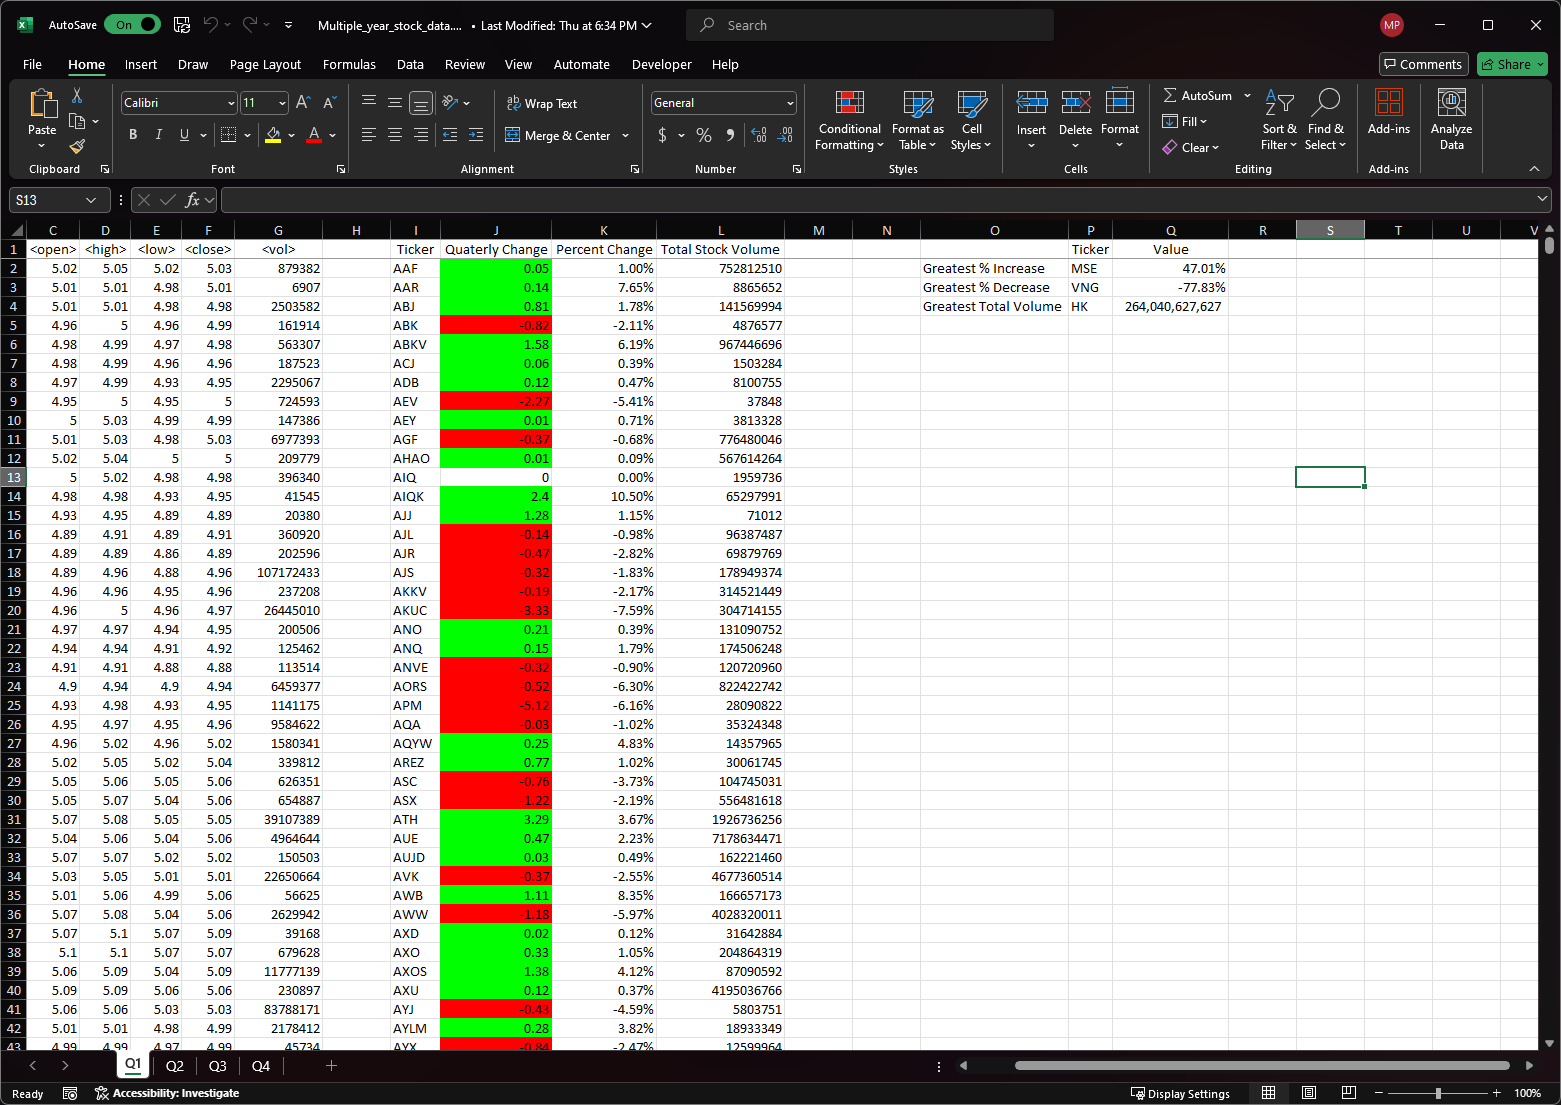 AutoSave On Multiple_year_stock_data.... • Last Modified: Thu at 6:34 PM Search MP
File Home Insert Draw Page Layout Formulas Data Review View Automate Developer Help Comments Share
Calibri 11 Wrap Text General AutoSum
Paste B I U A Merge & Center $ % Conditional Formatting Format as Table Cell Styles Insert Delete Format Fill Clear Sort & Filter Find & Select Add-ins Analyze Data
Clipboard Font Alignment Number Styles Cells Editing Add-ins
S13 fx
C D E F G H I J K L M N O P Q R S T U V
1 <open> <high> <low> <close> <vol> Ticker Quaterly Change Percent Change Total Stock Volume Ticker Value
2 5.02 5.05 5.02 5.03 879382 AAF 0.05 1.00% 752812510 Greatest % Increase MSE 47.01%
3 5.01 5.01 4.98 5.01 6907 AAR 0.14 7.65% 8865652 Greatest % Decrease VNG -77.83%
4 5.01 5.01 4.98 4.98 2503582 ABJ 0.81 1.78% 141569994 Greatest Total Volume HK 264,040,627,627
5 4.96 5 4.96 4.99 161914 ABK -0.82 -2.11% 4876577
6 4.98 4.99 4.97 4.98 563307 ABKV 1.58 6.19% 967446696
7 4.98 4.99 4.96 4.96 187523 ACJ 0.06 0.39% 1503284
8 4.97 4.99 4.93 4.95 2295067 ADB 0.12 0.47% 8100755
9 4.95 5 4.95 5 724593 AEV -2.27 -5.41% 37848
10 5 5.03 4.99 4.99 147386 AEY 0.01 0.71% 3813328
11 5.01 5.03 4.98 5.03 6977393 AGF -0.37 -0.68% 776480046
12 5.02 5.04 5 5 209779 AHAO 0.01 0.09% 567614264
13 5 5.02 4.98 4.98 396340 AIQ 0 0.00% 1959736
14 4.98 4.98 4.93 4.95 41545 AIQK 2.4 10.50% 65297991
15 4.93 4.95 4.89 4.89 20380 AJJ 1.28 1.15% 71012
16 4.89 4.91 4.89 4.91 360920 AJL -0.14 -0.98% 96387487
17 4.89 4.89 4.86 4.89 202596 AJR -0.47 -2.82% 69879769
18 4.89 4.96 4.88 4.96 107172433 AJS -0.32 -1.83% 178949374
19 4.96 4.96 4.95 4.96 237208 AKKV -0.19 -2.17% 314521449
20 4.96 5 4.96 4.97 26445010 AKUC -3.33 -7.59% 304714155
21 4.97 4.97 4.94 4.95 200506 ANO 0.21 0.39% 131090752
22 4.94 4.94 4.91 4.92 125462 ANQ 0.15 1.79% 174506248
23 4.91 4.91 4.88 4.88 113514 ANVE -0.32 -0.90% 120720960
24 4.9 4.94 4.9 4.94 6459377 AORS -0.52 -6.30% 822422742
25 4.93 4.98 4.93 4.95 1141175 APM -5.12 -6.16% 28090822
26 4.95 4.97 4.95 4.96 9584622 AQA -0.03 -1.02% 35324348
27 4.96 5.02 4.96 5.02 1580341 AQYW 0.25 4.83% 14357965
28 5.02 5.05 5.02 5.04 339812 AREZ 0.77 1.02% 30061745
29 5.05 5.06 5.05 5.06 626351 ASC -0.76 -3.73% 104745031
30 5.05 5.07 5.04 5.06 654887 ASX -1.22 -2.19% 556481618
31 5.07 5.08 5.05 5.05 39107389 ATH 3.29 3.67% 1926736256
32 5.04 5.06 5.04 5.06 4964644 AUE 0.47 2.23% 7178634471
33 5.07 5.07 5.02 5.02 150503 AUJD 0.03 0.49% 162221460
34 5.03 5.05 5.01 5.01 22650664 AVK -0.37 -2.55% 4677360514
35 5.01 5.06 4.99 5.06 56625 AWB 1.11 8.35% 166657173
36 5.07 5.08 5.04 5.06 2629942 AWW -1.18 -5.97% 4028320011
37 5.07 5.1 5.07 5.09 39168 AXD 0.02 0.12% 31642884
38 5.1 5.1 5.07 5.07 679628 AXO 0.33 1.05% 204864319
39 5.06 5.09 5.04 5.09 11777139 AXOS 1.38 4.12% 87090592
40 5.09 5.09 5.06 5.06 230897 AXU 0.12 0.37% 4195036766
41 5.06 5.06 5.03 5.03 83788171 AYJ -0.43 -4.59% 5803751
42 5.01 5.01 4.98 4.99 2178412 AYLM 0.28 3.82% 18933349
43 4.99 4.99 4.97 4.99 45734 AYX -0.84 -2.47% 12599964
Q1 Q2 Q3 Q4
Ready Accessibility: Investigate Display Settings 100%